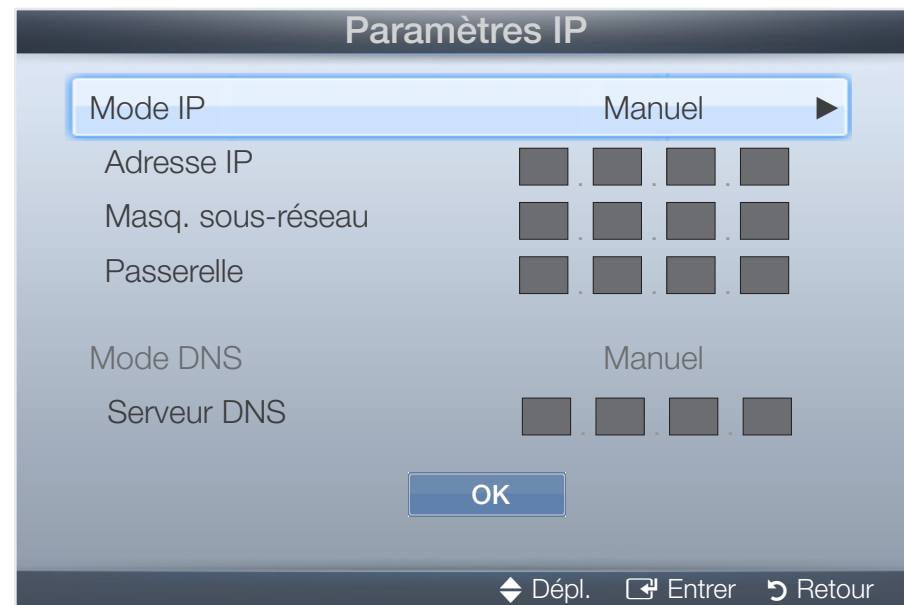 Paramètres IP
Mode IP Manuel ▶
Adresse IP . . .
Masq. sous-réseau . . .
Passerelle . . .
Mode DNS Manuel
Serveur DNS . . .
OK
Dépl. Entrer Retour